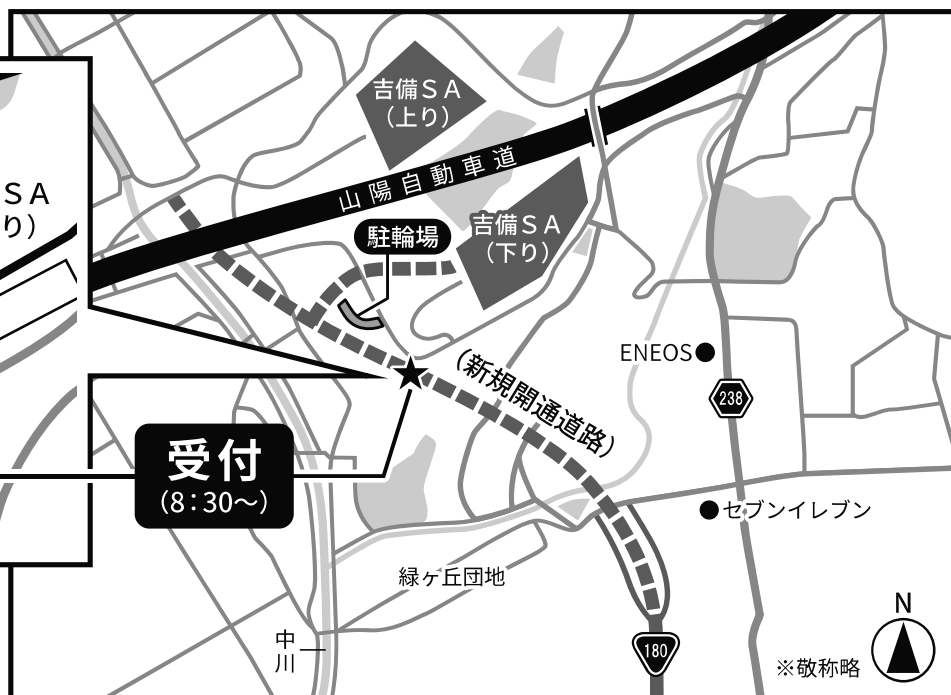 吉備ＳＡ
（上り）
山陽自動車道
ＳＡ
り）
駐輪場
吉備ＳＡ
（下り）
ENEOS
（新規開通道路）
238
受付
（8：30〜）
セブンイレブン
緑ヶ丘団地
中川
180
N
※敬称略